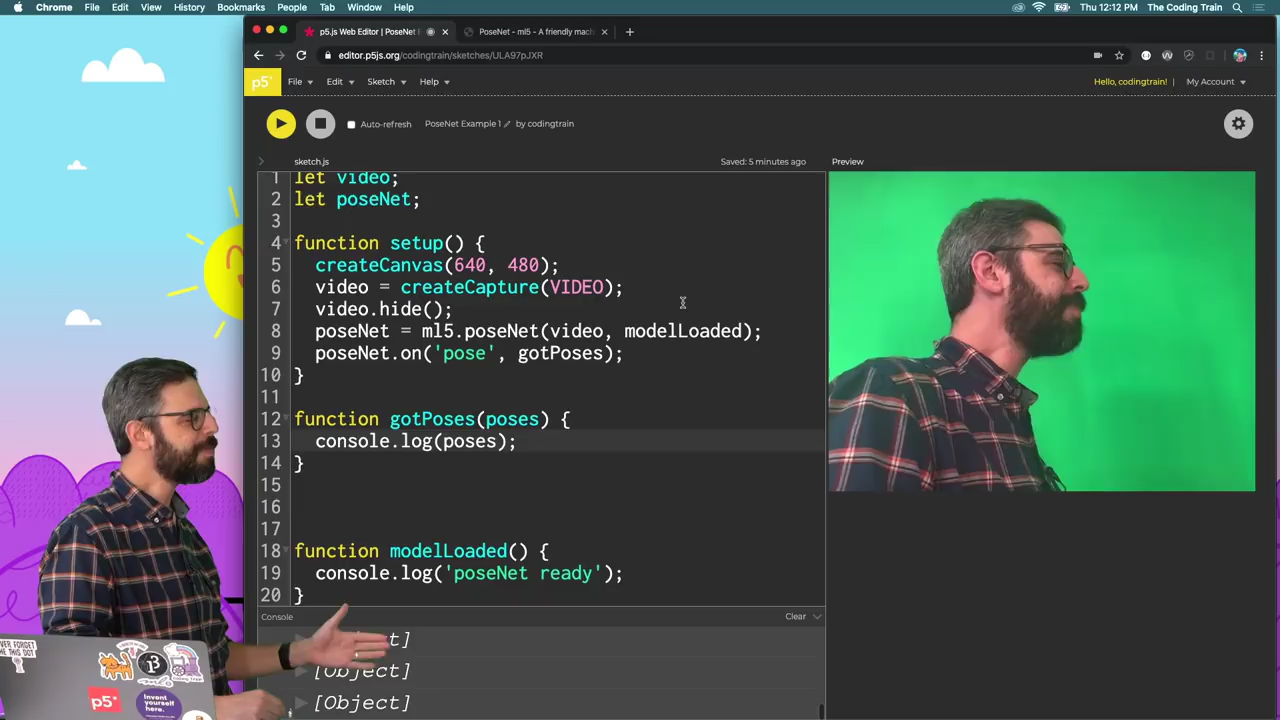 Chrome File Edit View History Bookmarks People Tab Window Help
Thu 12:12 PM The Coding Train
p5.js Web Editor | PoseNet
PoseNet - ml5 - A friendly mach
editor.p5js.org/codingtrain/sketches/ULA97pJXR
p5*
File Edit Sketch Help
Hello, codingtrain! | My Account
Auto-refresh
PoseNet Example 1 by codingtrain
sketch.js
Saved: 5 minutes ago
Preview
1 let video;
2 let poseNet;
3
4 function setup() {
5 createCanvas(640, 480);
6 video = createCapture(VIDEO);
7 video.hide();
8 poseNet = ml5.poseNet(video, modelLoaded);
9 poseNet.on('pose', gotPoses);
10 }
11
12 function gotPoses(poses) {
13 console.log(poses);
14 }
15
16
17
18 function modelLoaded() {
19 console.log('poseNet ready');
20 }
Console
Clear
[Object]
[Object]
p5*
Invent
yourself
here.